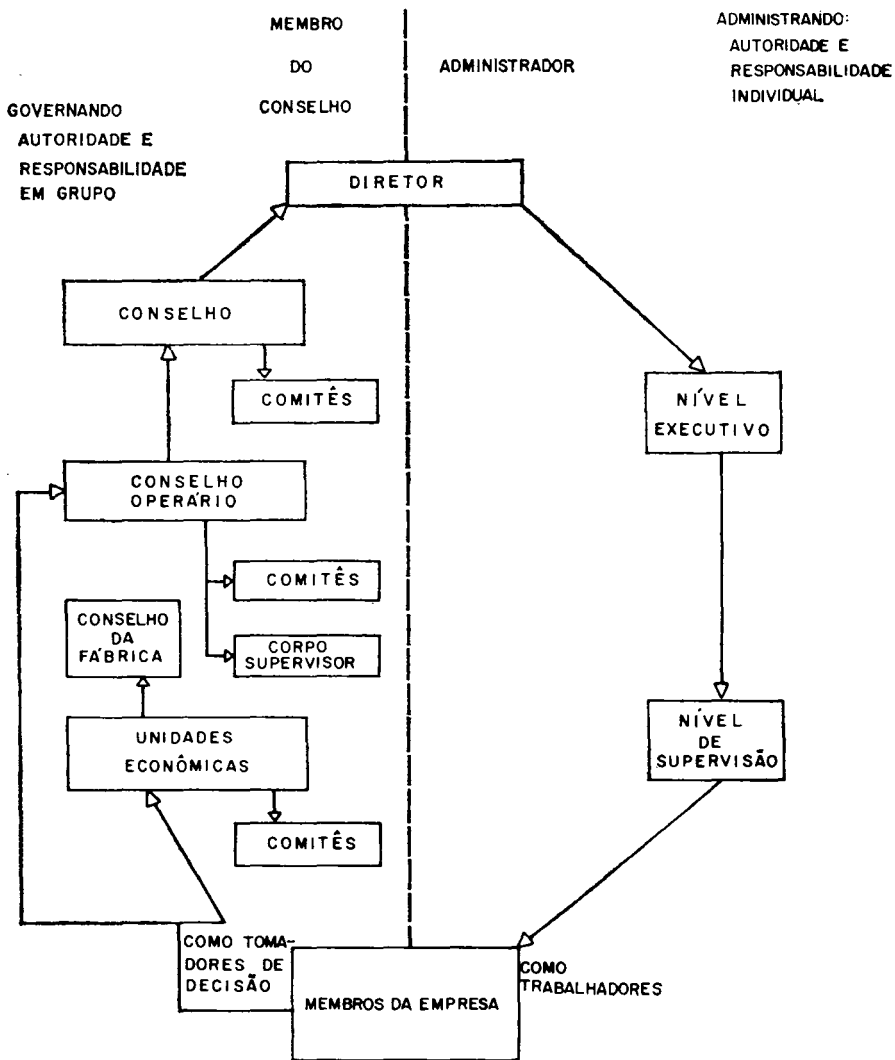 MEMBRO
DO
CONSELHO
ADMINISTRADOR
ADMINISTRANDO:
AUTORIDADE E
RESPONSABILIDADE
INDIVIDUAL
GOVERNANDO
AUTORIDADE E
RESPONSABILIDADE
EM GRUPO
DIRETOR
CONSELHO
COMITÊS
NÍVEL
EXECUTIVO
CONSELHO
OPERÁRIO
COMITÊS
CONSELHO
DA
FÁBRICA
CORPO
SUPERVISOR
UNIDADES
ECONÔMICAS
NÍVEL
DE
SUPERVISÃO
COMITÊS
COMO TOMA-
DORES DE
DECISÃO
MEMBROS DA EMPRESA
COMO
TRABALHADORES